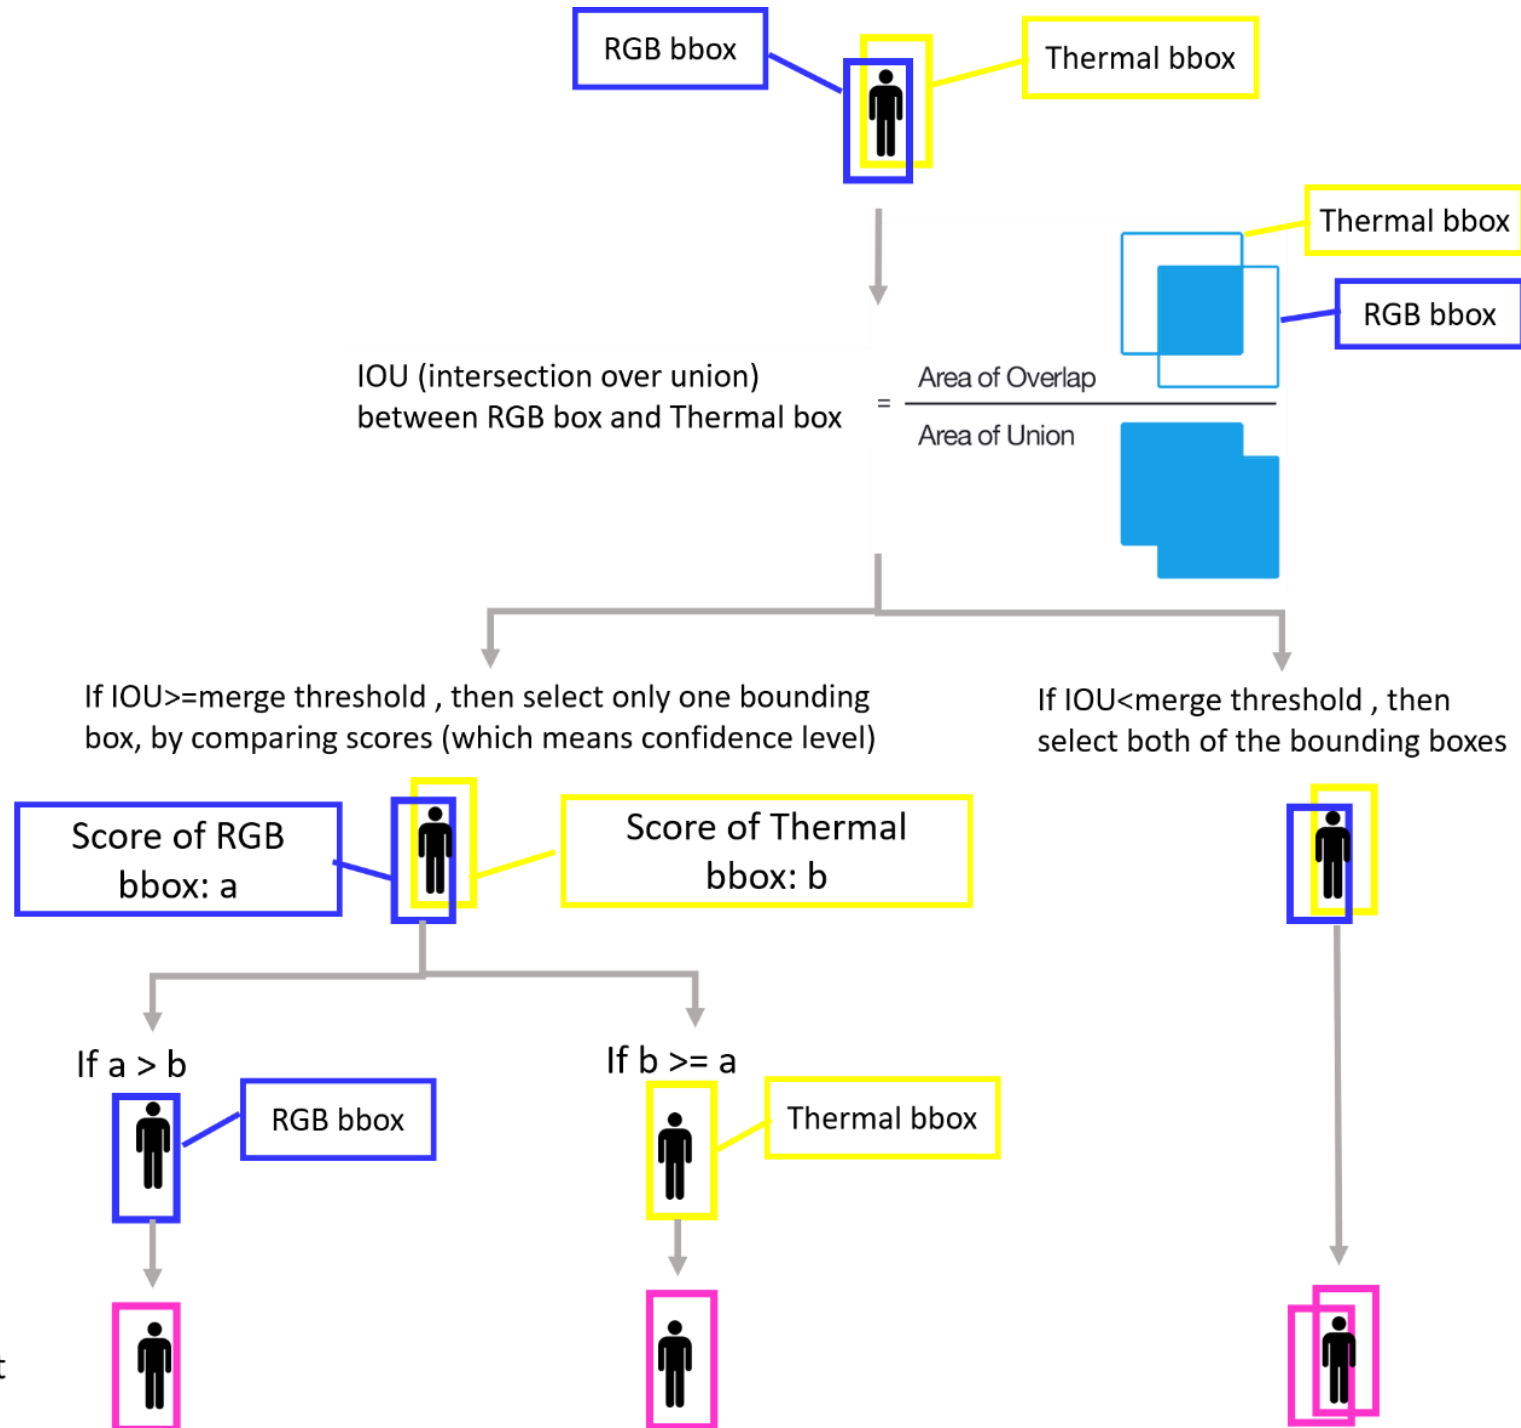 RGB bbox
Thermal bbox
Thermal bbox
RGB bbox
IOU (intersection over union)
between RGB box and Thermal box
=
Area of Overlap
Area of Union
If IOU>=merge threshold , then select only one bounding
box, by comparing scores (which means confidence level)
If IOU<merge threshold , then
select both of the bounding boxes
Score of RGB
bbox: a
Score of Thermal
bbox: b
If a > b
If b >= a
RGB bbox
Thermal bbox
t